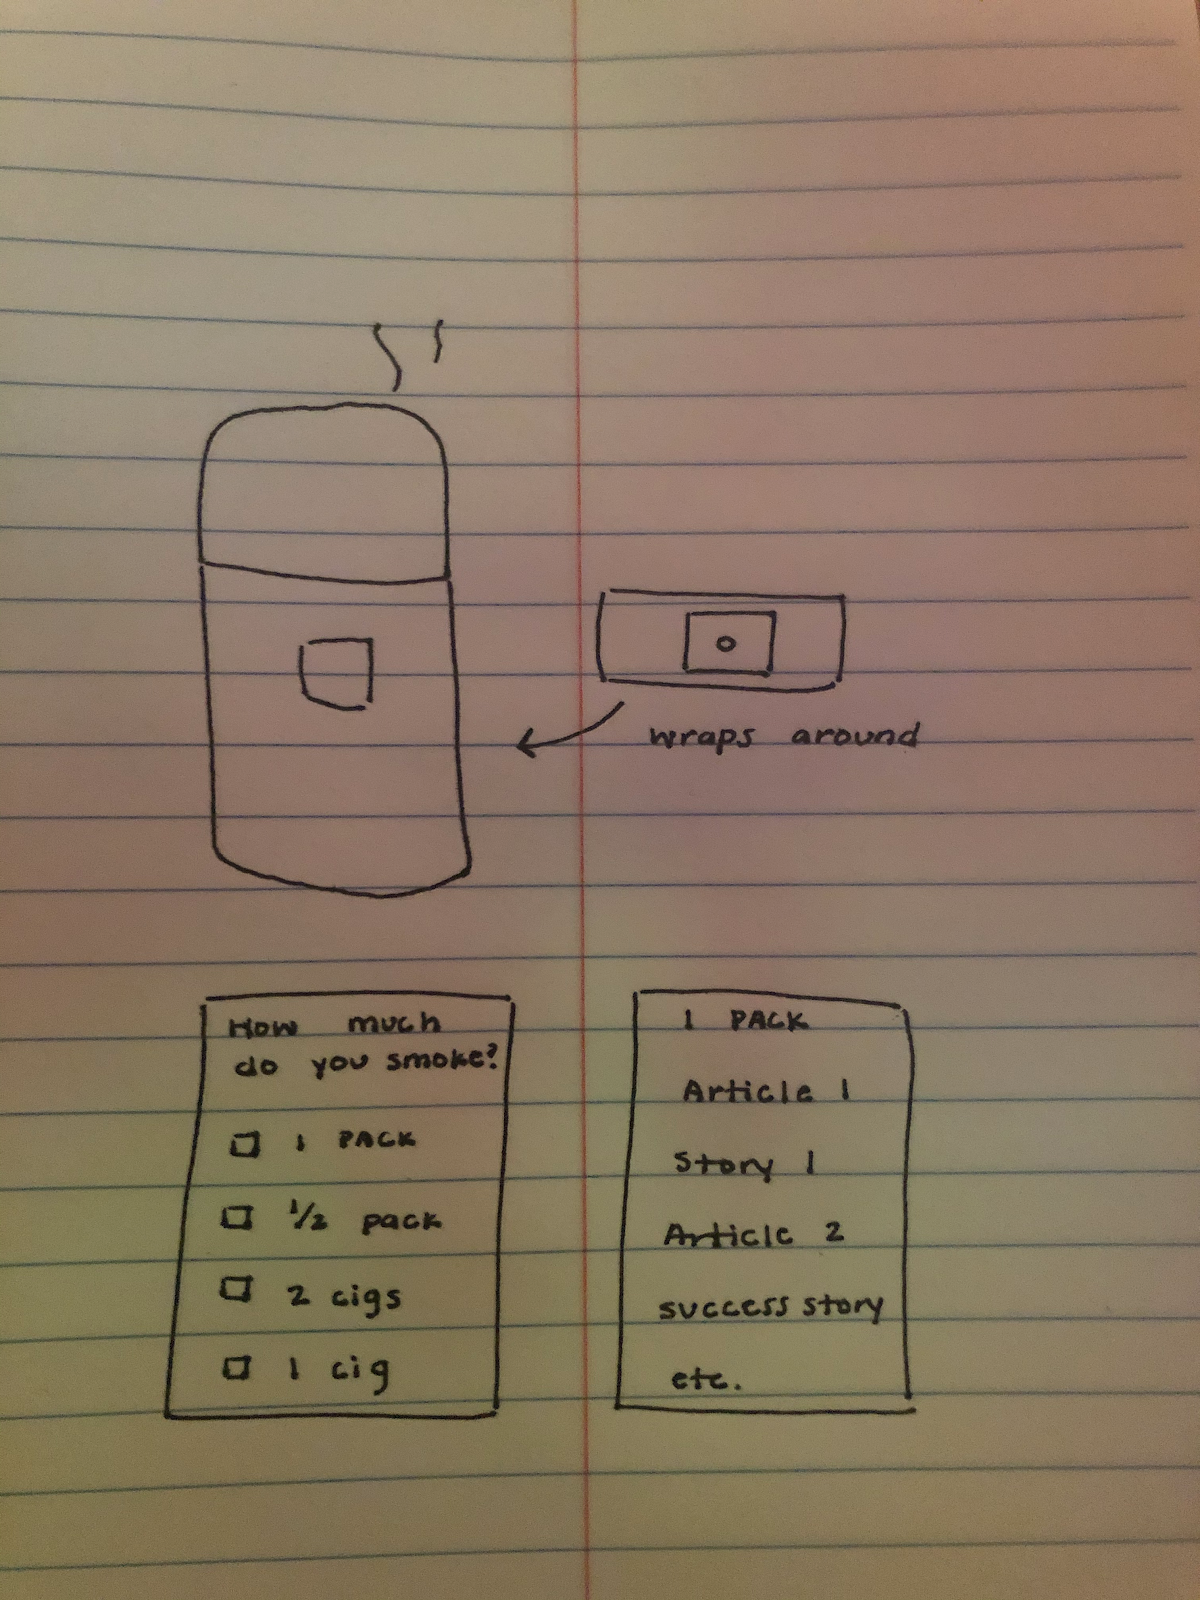 wraps around
How much
do you smoke?
1 PACK
1/2 pack
2 cigs
1 cig
1 PACK
Article 1
Story 1
Article 2
success story
etc.